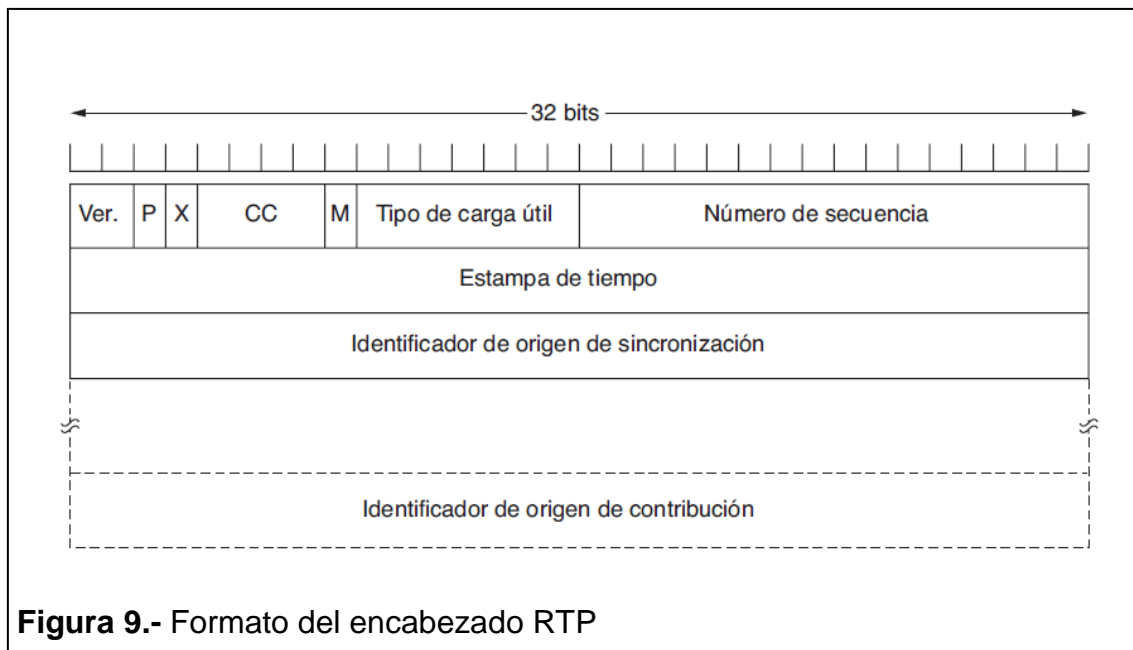 32 bits
Ver. P X CC M Tipo de carga útil Número de secuencia
Estampa de tiempo
Identificador de origen de sincronización
Identificador de origen de contribución
Figura 9.- Formato del encabezado RTP